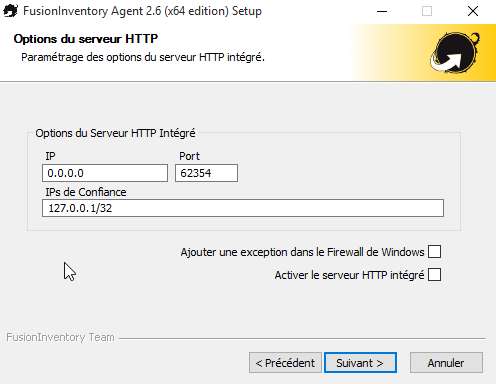 FusionInventory Agent 2.6 (x64 edition) Setup
Options du serveur HTTP
Paramétrage des options du serveur HTTP intégré.
Options du Serveur HTTP Intégré
IP Port
0.0.0.0 62354
IPs de Confiance
127.0.0.1/32
Ajouter une exception dans le Firewall de Windows
Activer le serveur HTTP intégré
FusionInventory Team
< Précédent Suivant > Annuler